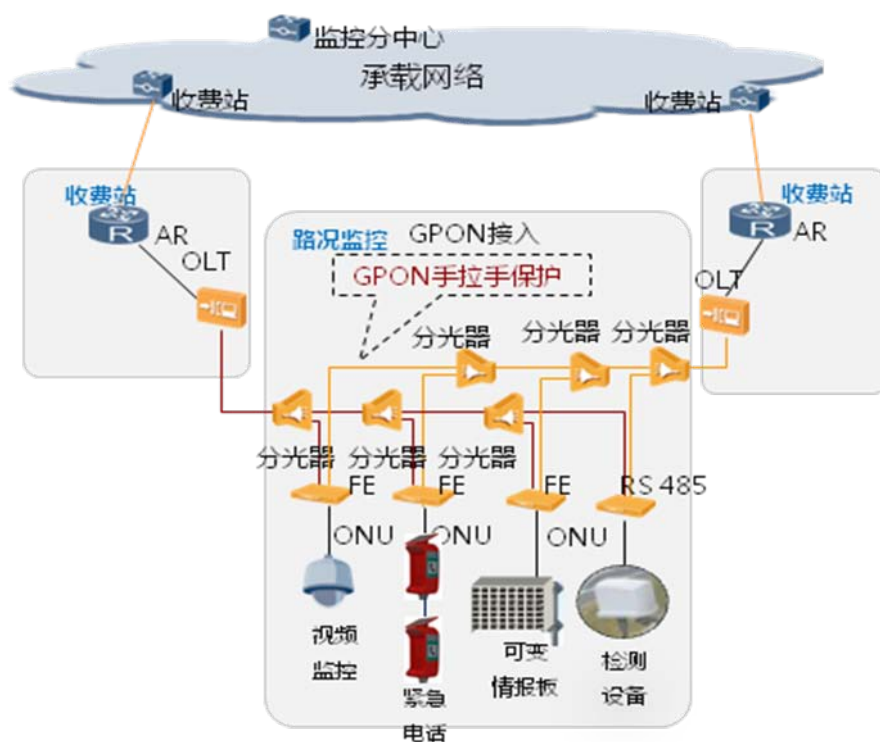 监控分中心
承载网络
收费站
收费站
收费站
AR
OLT
收费站
AR
OLT
路况监控
GPON接入
GPON手拉手保护
分光器
分光器
分光器
分光器
分光器
分光器
FE
FE
FE
RS 485
ONU
ONU
ONU
视频
监控
紧急
电话
可变
情报板
检测
设备